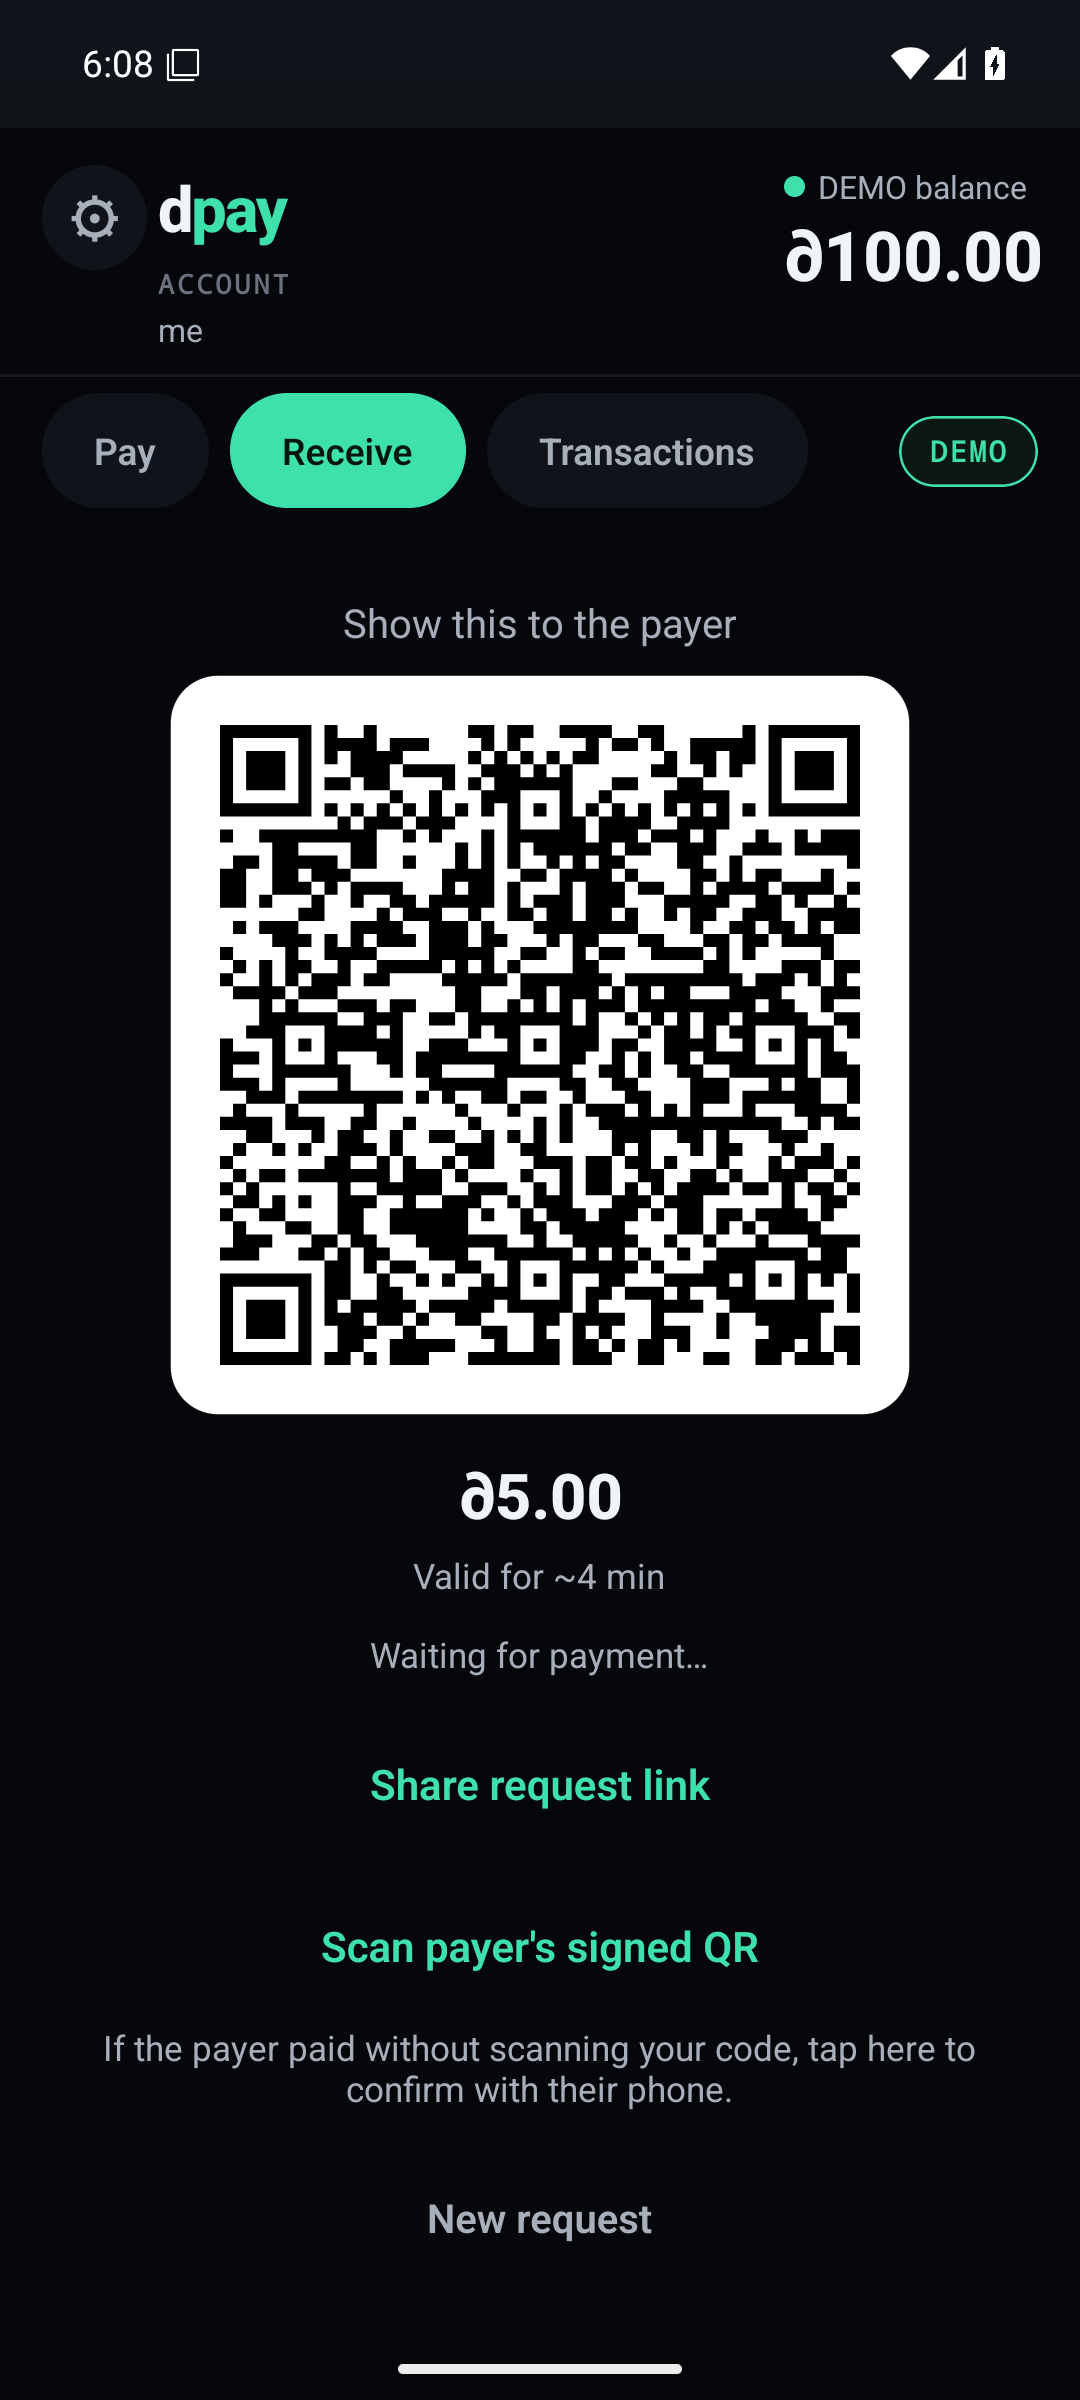 6:08
dpay
ACCOUNT
me
DEMO balance
∂100.00
Pay
Receive
Transactions
DEMO
Show this to the payer
∂5.00
Valid for ~4 min
Waiting for payment…
Share request link
Scan payer's signed QR
If the payer paid without scanning your code, tap here to
confirm with their phone.
New request